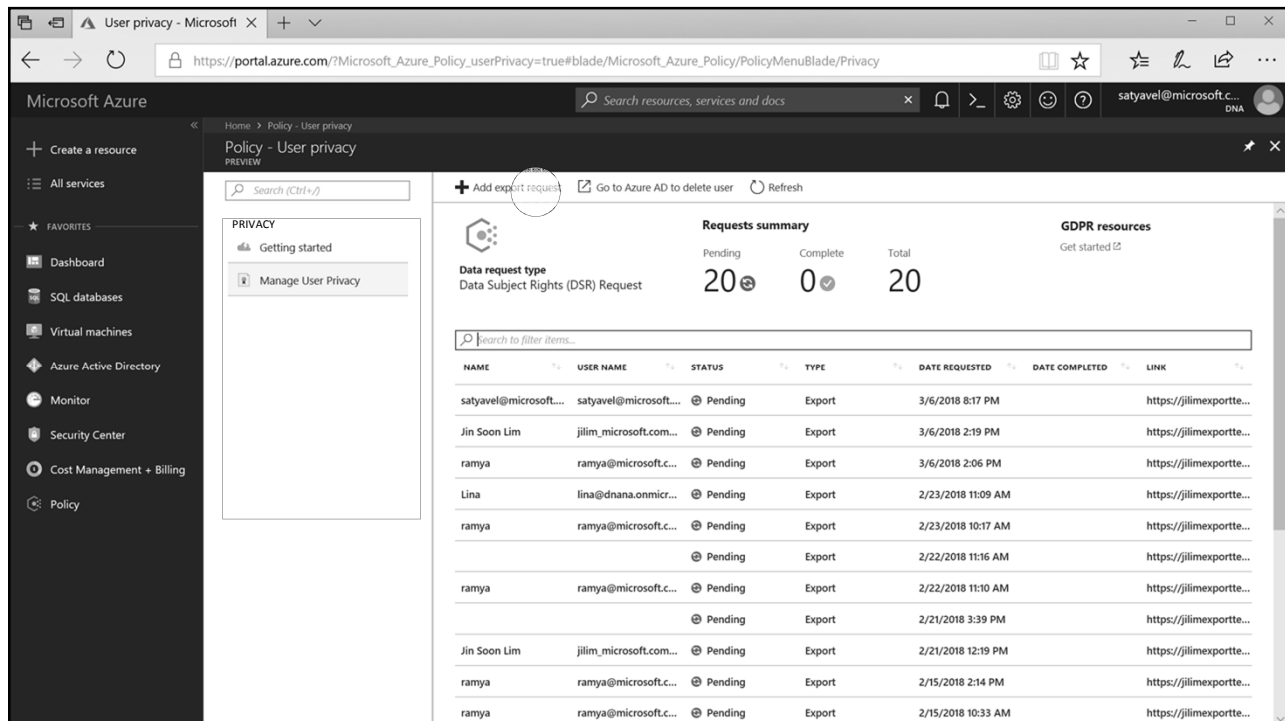 User privacy - Microsoft
https://portal.azure.com/?Microsoft_Azure_Policy_userPrivacy=true#blade/Microsoft_Azure_Policy/PolicyMenuBlade/Privacy
Microsoft Azure
Search resources, services and docs
satyavel@microsoft.c...
DNA
Home > Policy - User privacy
Policy - User privacy
PREVIEW
Create a resource
All services
FAVORITES
Dashboard
SQL databases
Virtual machines
Azure Active Directory
Monitor
Security Center
Cost Management + Billing
Policy
Search (Ctrl+/)
PRIVACY
Getting started
Manage User Privacy
Add export request Go to Azure AD to delete user Refresh
Data request type
Data Subject Rights (DSR) Request
Requests summary
Pending Complete Total
20 0 20
GDPR resources
Get started
Search to filter items...
NAME USER NAME STATUS TYPE DATE REQUESTED DATE COMPLETED LINK
satyavel@microsoft.... satyavel@microsoft.... Pending Export 3/6/2018 8:17 PM https://jilimexportte...
Jin Soon Lim jilim_microsoft.com... Pending Export 3/6/2018 2:19 PM https://jilimexportte...
ramya ramya@microsoft.c... Pending Export 3/6/2018 2:06 PM https://jilimexportte...
Lina lina@dnana.onmicr... Pending Export 2/23/2018 11:09 AM https://jilimexportte...
ramya ramya@microsoft.c... Pending Export 2/23/2018 10:17 AM https://jilimexportte...
Pending Export 2/22/2018 11:16 AM https://jilimexportte...
ramya ramya@microsoft.c... Pending Export 2/22/2018 11:10 AM https://jilimexportte...
Pending Export 2/21/2018 3:39 PM https://jilimexportte...
Jin Soon Lim jilim_microsoft.com... Pending Export 2/21/2018 12:19 PM https://jilimexportte...
ramya ramya@microsoft.c... Pending Export 2/15/2018 2:14 PM https://jilimexportte...
ramya ramya@microsoft.c... Pending Export 2/15/2018 10:33 AM https://jilimexportte...